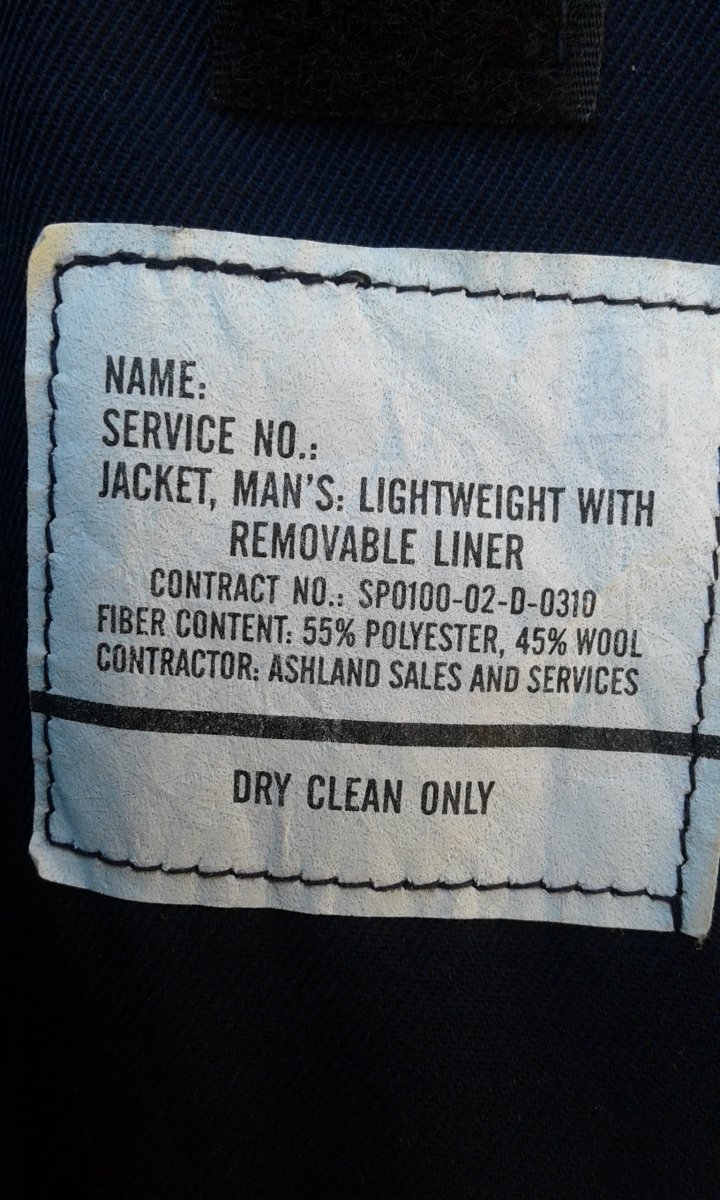 NAME:
SERVICE NO.:
JACKET, MAN'S: LIGHTWEIGHT WITH
REMOVABLE LINER
CONTRACT NO.: SPO100-02-D-0310
FIBER CONTENT: 55% POLYESTER, 45% WOOL
CONTRACTOR: ASHLAND SALES AND SERVICES
DRY CLEAN ONLY